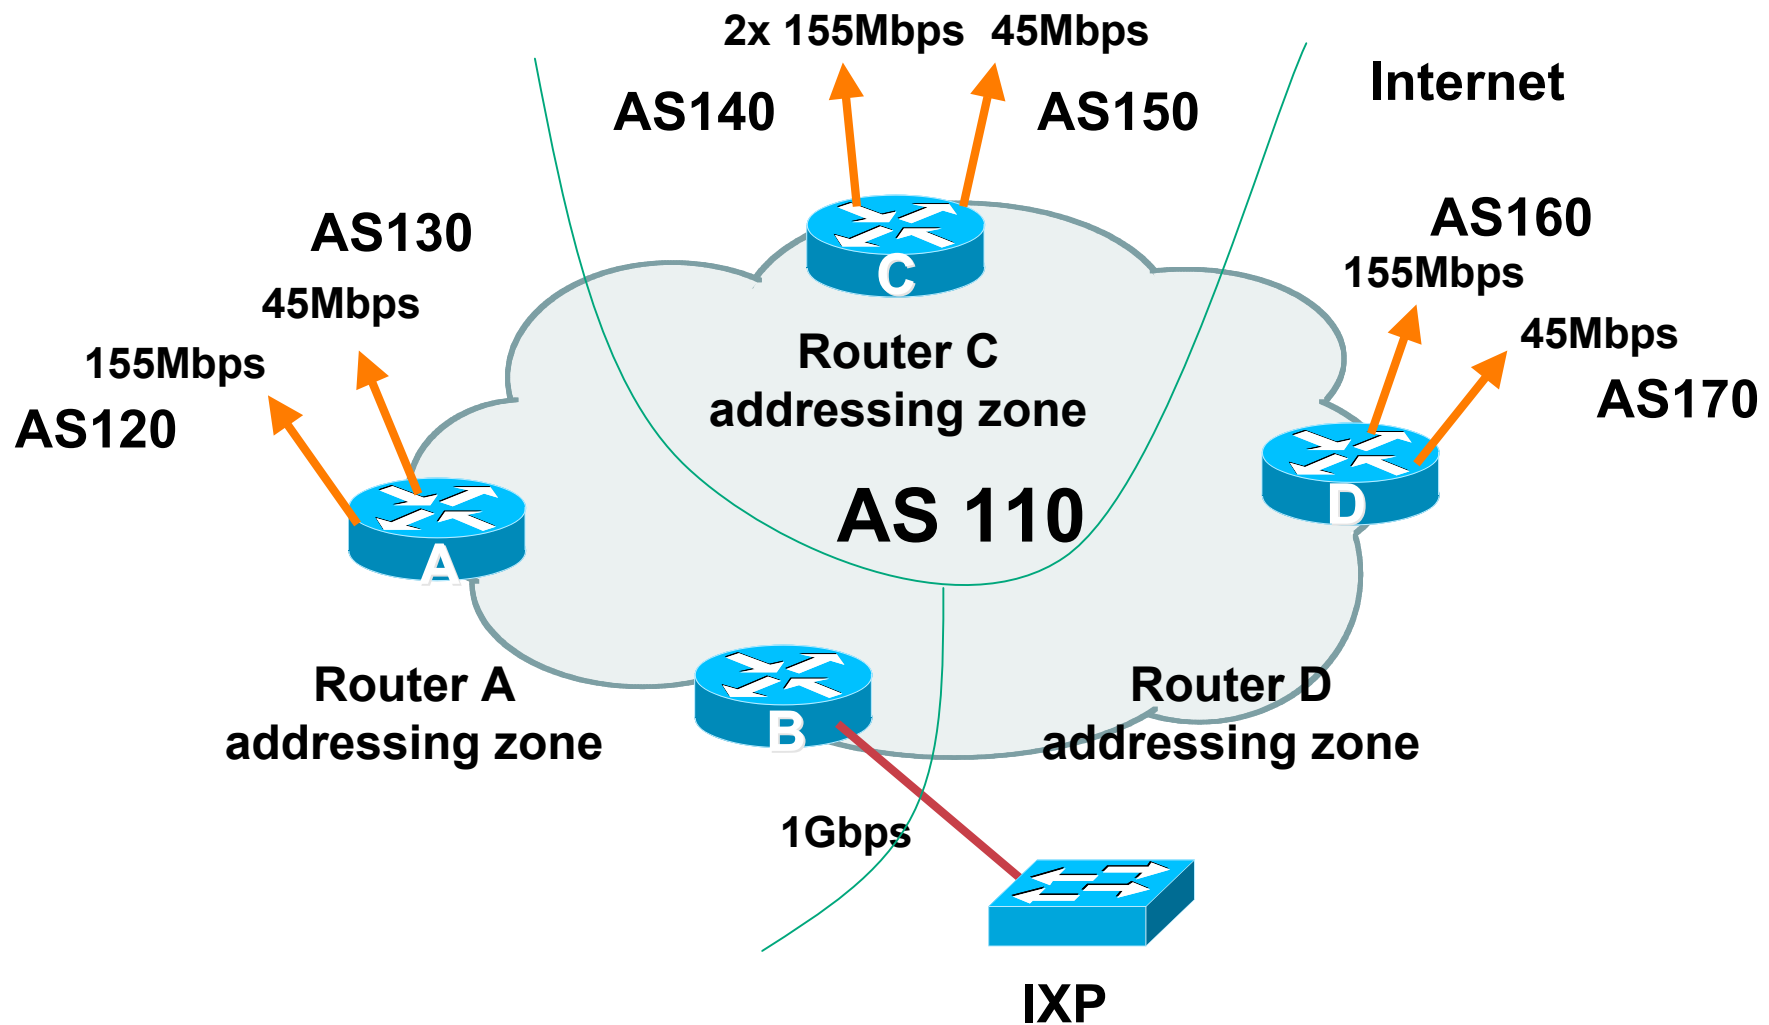 2x 155Mbps 45Mbps
Internet
AS140
AS150
AS130
AS160
45Mbps
155Mbps
155Mbps
45Mbps
AS120
AS170
C
Router C
addressing zone
AS 110
A
D
B
Router A
addressing zone
Router D
addressing zone
1Gbps
IXP